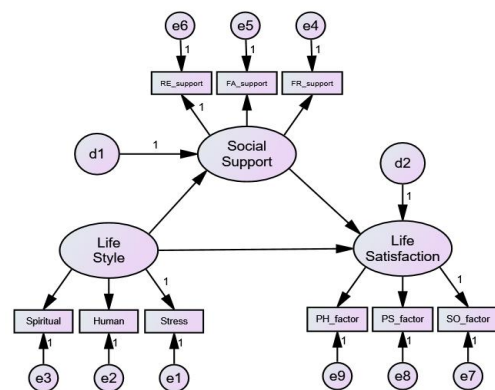 e6
e5
e4
1
1
1
RE_support
FA_support
FR_support
1
Social
Support
d1
1
d2
1
Life
Style
Life
Satisfaction
1
1
Spiritual
Human
Stress
PH_factor
PS_factor
SO_factor
1
1
1
1
1
1
e3
e2
e1
e9
e8
e7